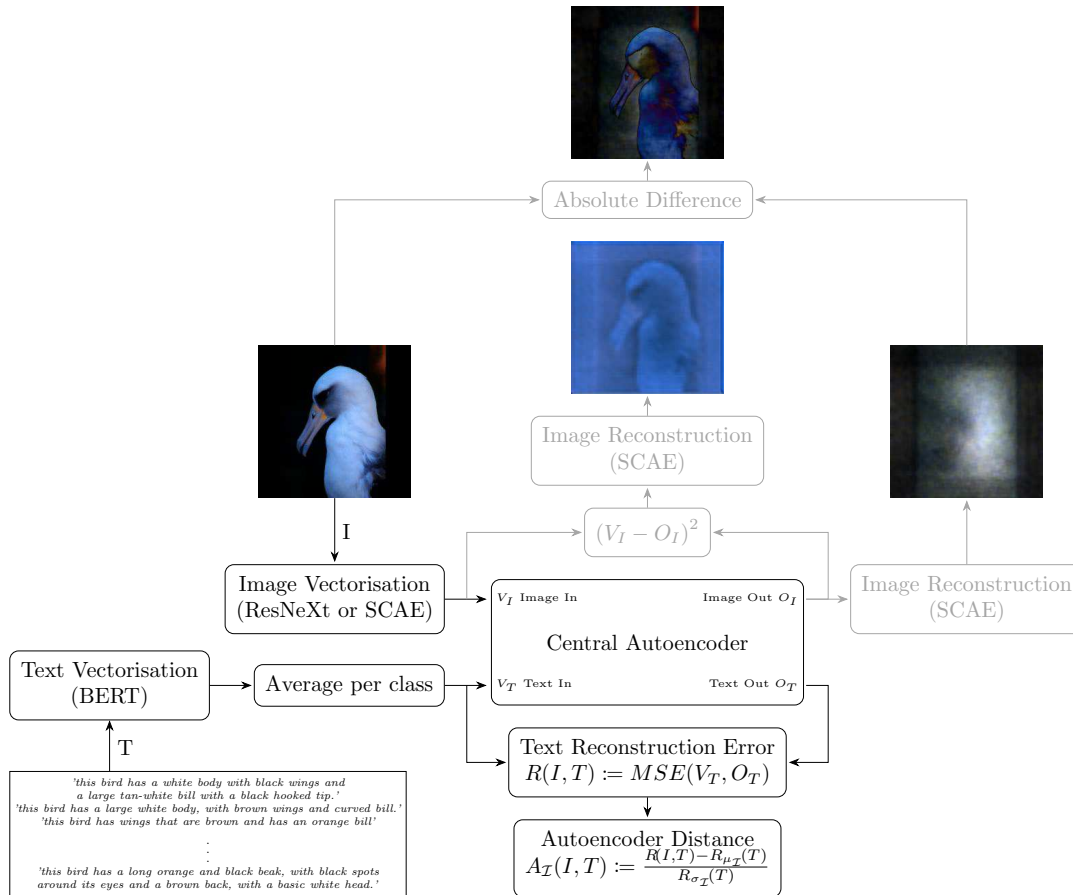 Absolute Difference
Image Reconstruction
(SCAE)
(V_I − O_I)^2
I
Image Vectorisation
(ResNeXt or SCAE)
V_I Image In
Image Out O_I
Central Autoencoder
V_T Text In
Text Out O_T
Image Reconstruction
(SCAE)
Text Vectorisation
(BERT)
Average per class
T
Text Reconstruction Error
R(I, T) := MSE(V_T, O_T)
Autoencoder Distance
A_ℐ(I, T) := \frac{R(I,T)−R_{μ_ℐ}(T)}{R_{σ_ℐ}(T)}
'this bird has a white body with black wings and
a large tan-white bill with a black hooked tip.'
'this bird has a large white body, with brown wings and curved bill.'
'this bird has wings that are brown and has an orange bill'
.
.
.
'this bird has a long orange and black beak, with black spots
around its eyes and a brown back, with a basic white head.'